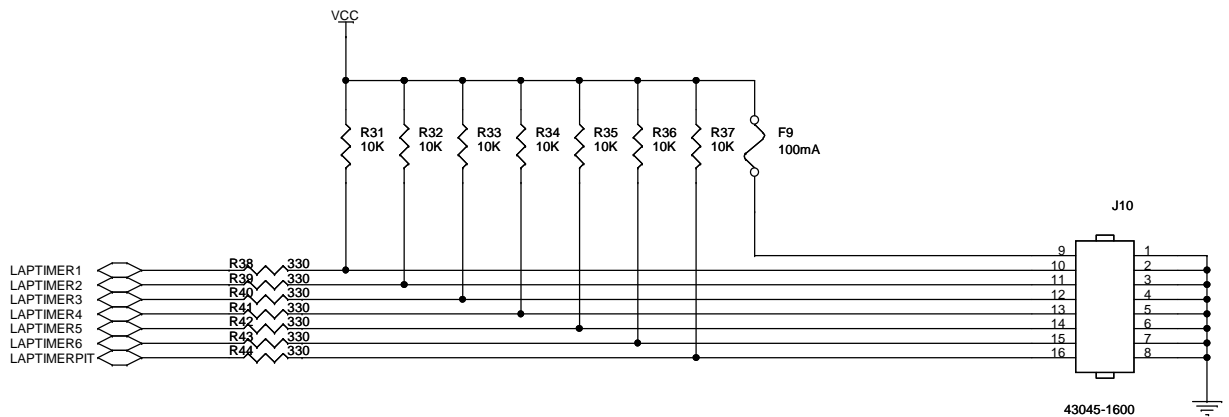 VCC
R31 R32 R33 R34 R35 R36 R37 F9
10K 10K 10K 10K 10K 10K 10K 100mA
J10
9 1
LAPTIMER1 R38 330 10 2
LAPTIMER2 R39 330 11 3
LAPTIMER3 R40 330 12 4
LAPTIMER4 R41 330 13 5
LAPTIMER5 R42 330 14 6
LAPTIMER6 R43 330 15 7
LAPTIMERPIT R44 330 16 8
43045-1600